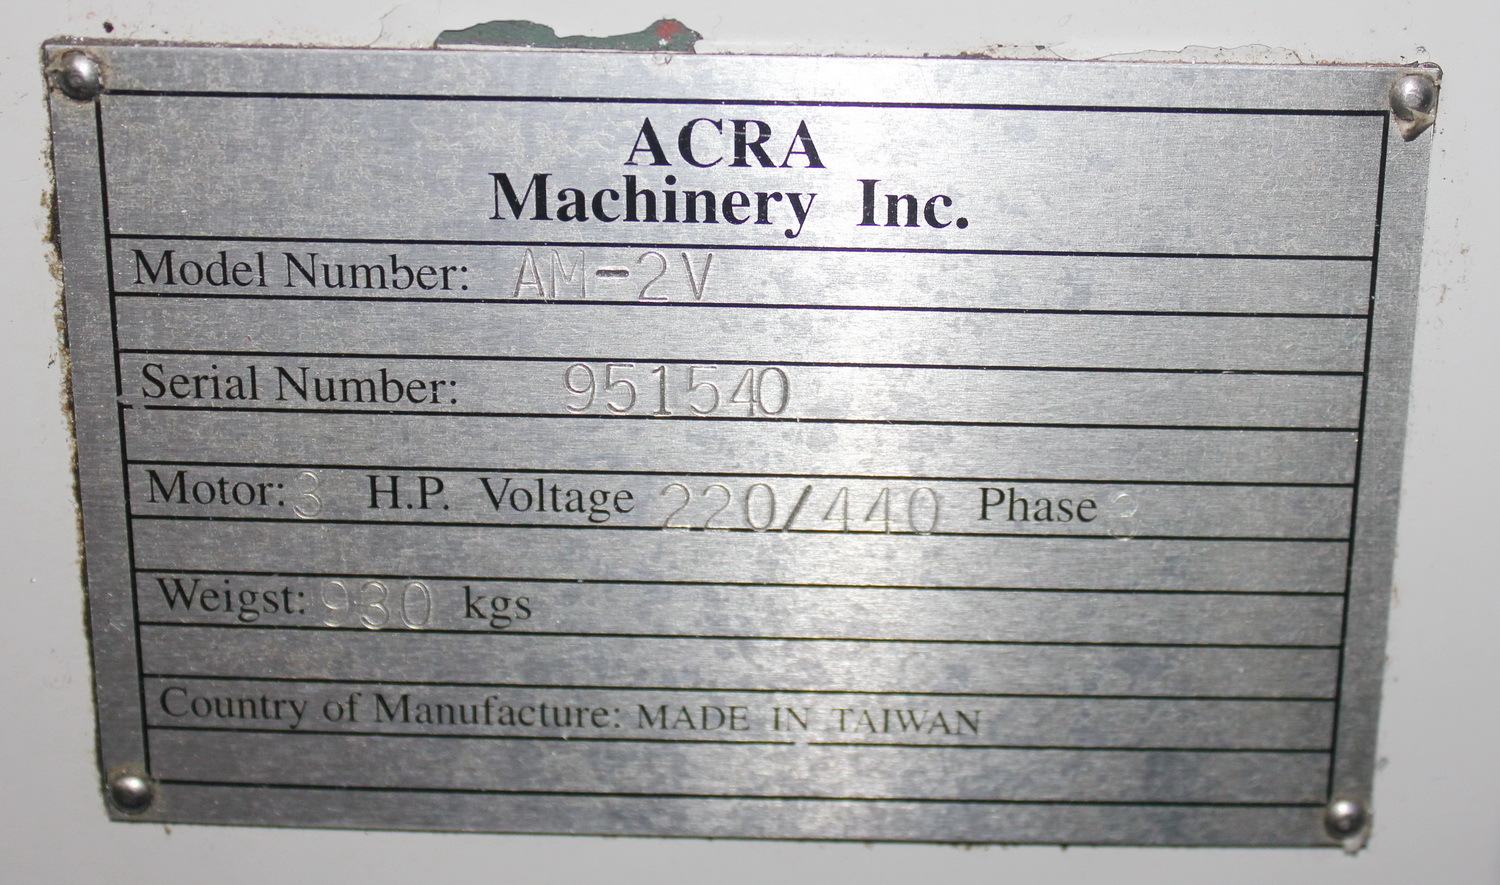 ACRA
Machinery Inc.
Model Number: AM-2V
Serial Number: 951540
Motor: 3 H.P. Voltage 220/440 Phase 3
Weigst: 930 kgs
Country of Manufacture: MADE IN TAIWAN